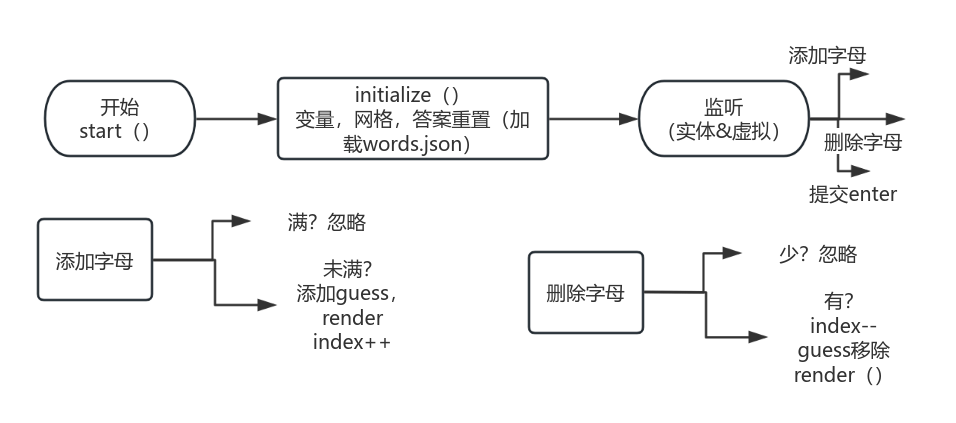 开始
start（）
initialize（）
变量，网格，答案重置（加
载words.json）
监听
（实体&虚拟）
添加字母
删除字母
提交enter
添加字母
满？忽略
未满？
添加guess，
render
index++
删除字母
少？忽略
有？
index--
guess移除
render（）